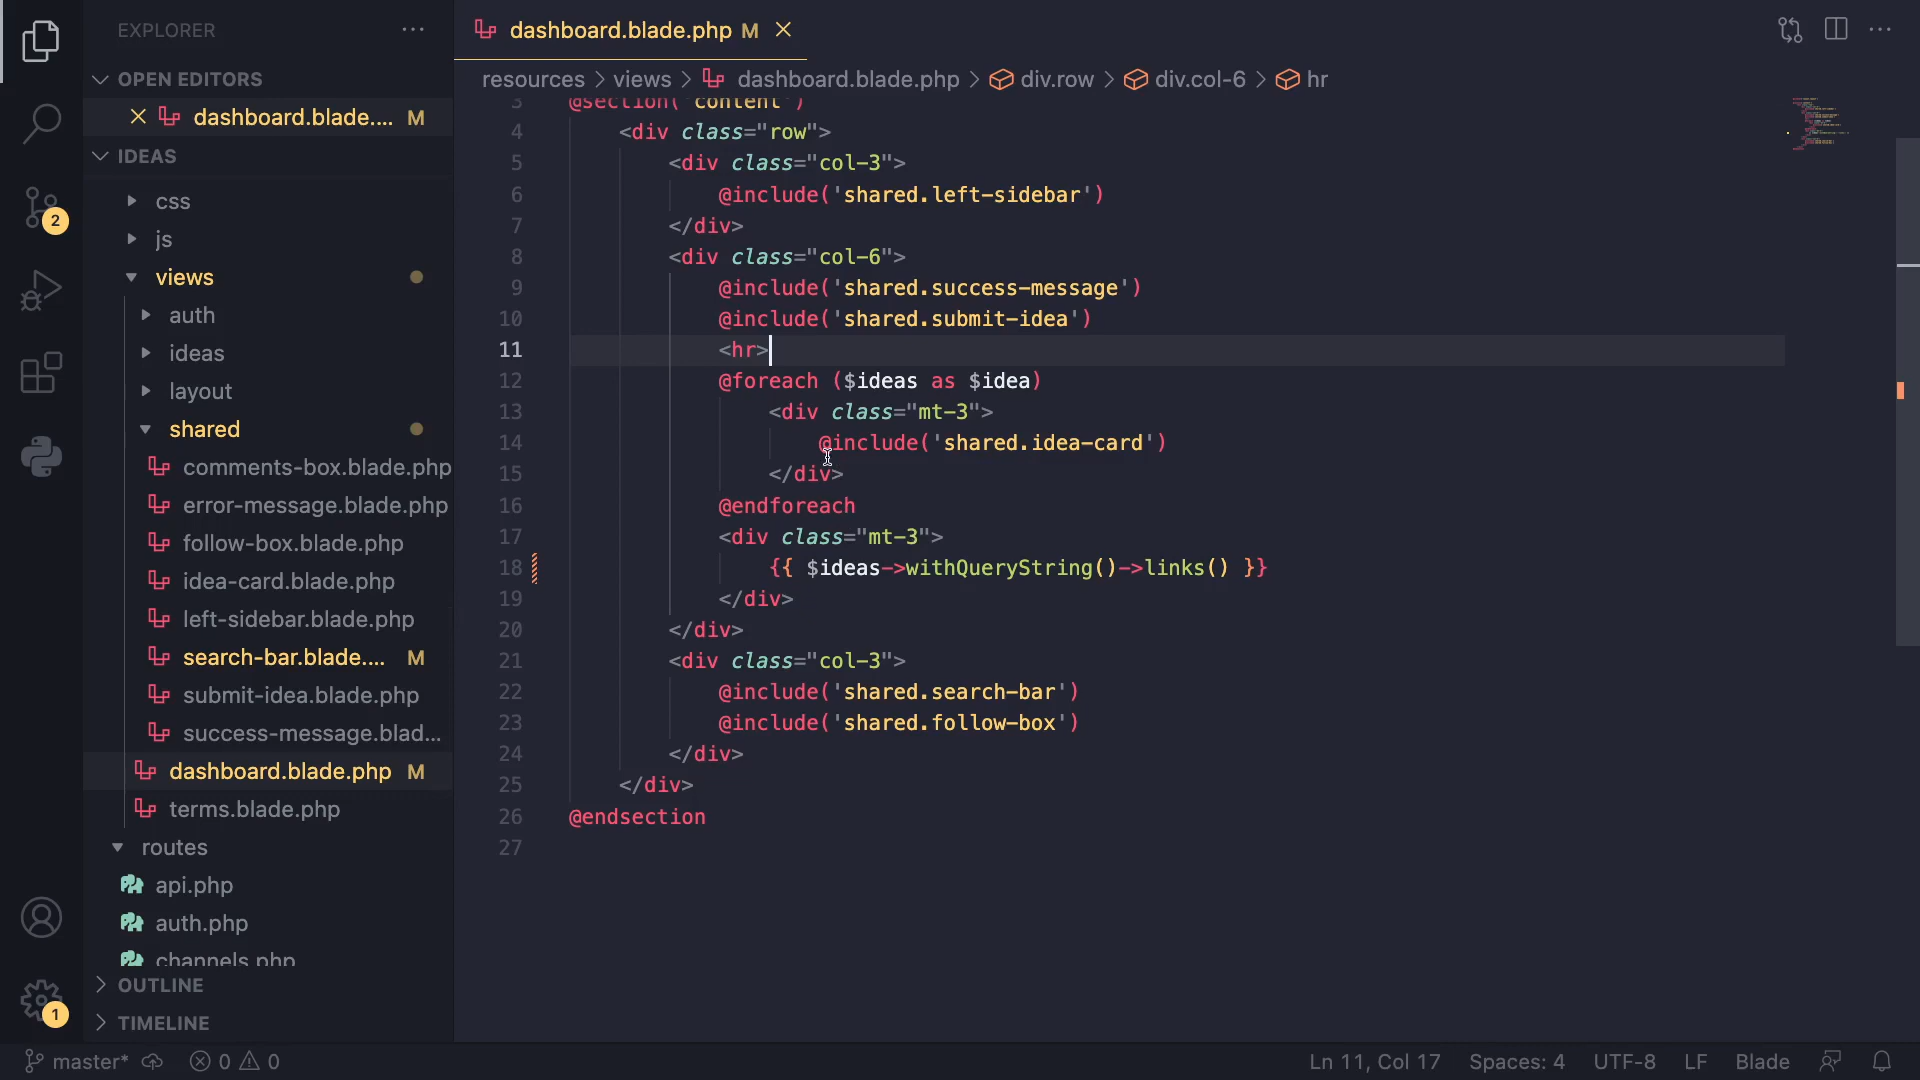 EXPLORER
OPEN EDITORS
dashboard.blade.... M
IDEAS
css
js
views
auth
ideas
layout
shared
comments-box.blade.php
error-message.blade.php
follow-box.blade.php
idea-card.blade.php
left-sidebar.blade.php
search-bar.blade.... M
submit-idea.blade.php
success-message.blad...
dashboard.blade.php M
terms.blade.php
routes
api.php
auth.php
channels.php
OUTLINE
TIMELINE
2
1
dashboard.blade.php M
resources > views > dashboard.blade.php > div.row > div.col-6 > hr
3 @section('content')
4 <div class="row">
5 <div class="col-3">
6 @include('shared.left-sidebar')
7 </div>
8 <div class="col-6">
9 @include('shared.success-message')
10 @include('shared.submit-idea')
11 <hr>
12 @foreach ($ideas as $idea)
13 <div class="mt-3">
14 @include('shared.idea-card')
15 </div>
16 @endforeach
17 <div class="mt-3">
18 {{ $ideas->withQueryString()->links() }}
19 </div>
20 </div>
21 <div class="col-3">
22 @include('shared.search-bar')
23 @include('shared.follow-box')
24 </div>
25 </div>
26 @endsection
27
master* 0 0 Ln 11, Col 17 Spaces: 4 UTF-8 LF Blade